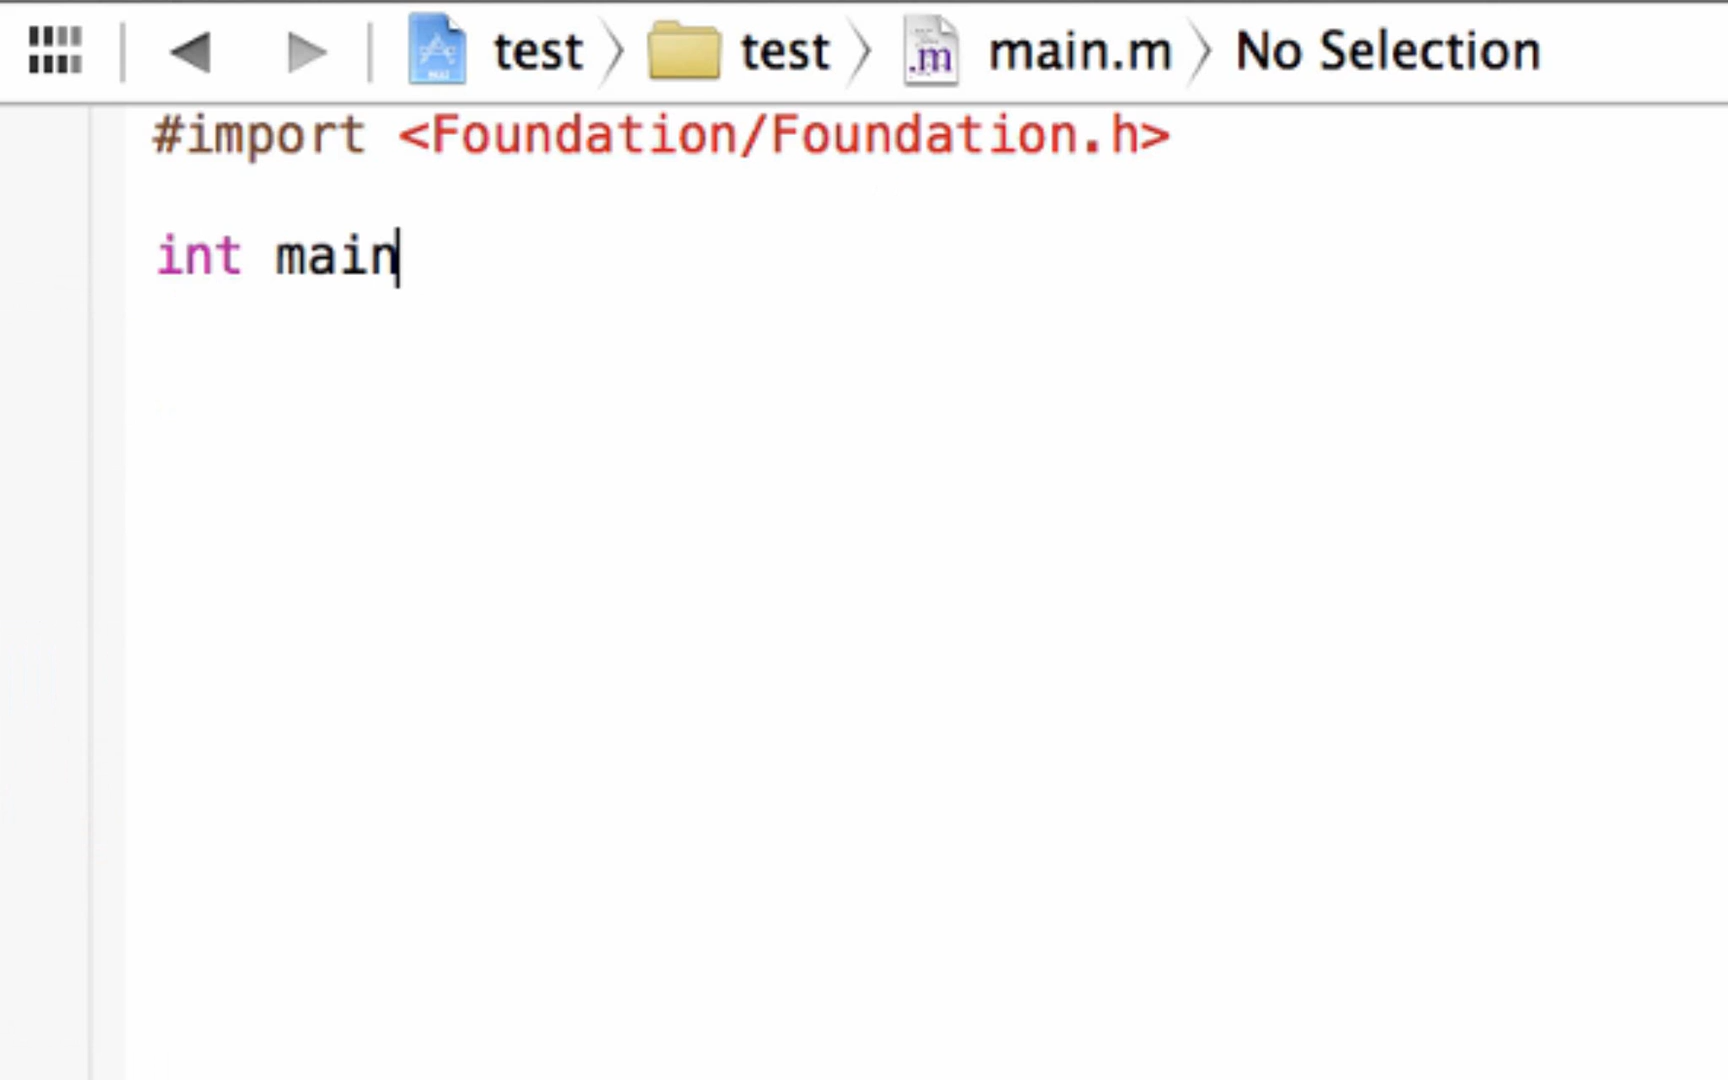 test test main.m No Selection
#import <Foundation/Foundation.h>
int main